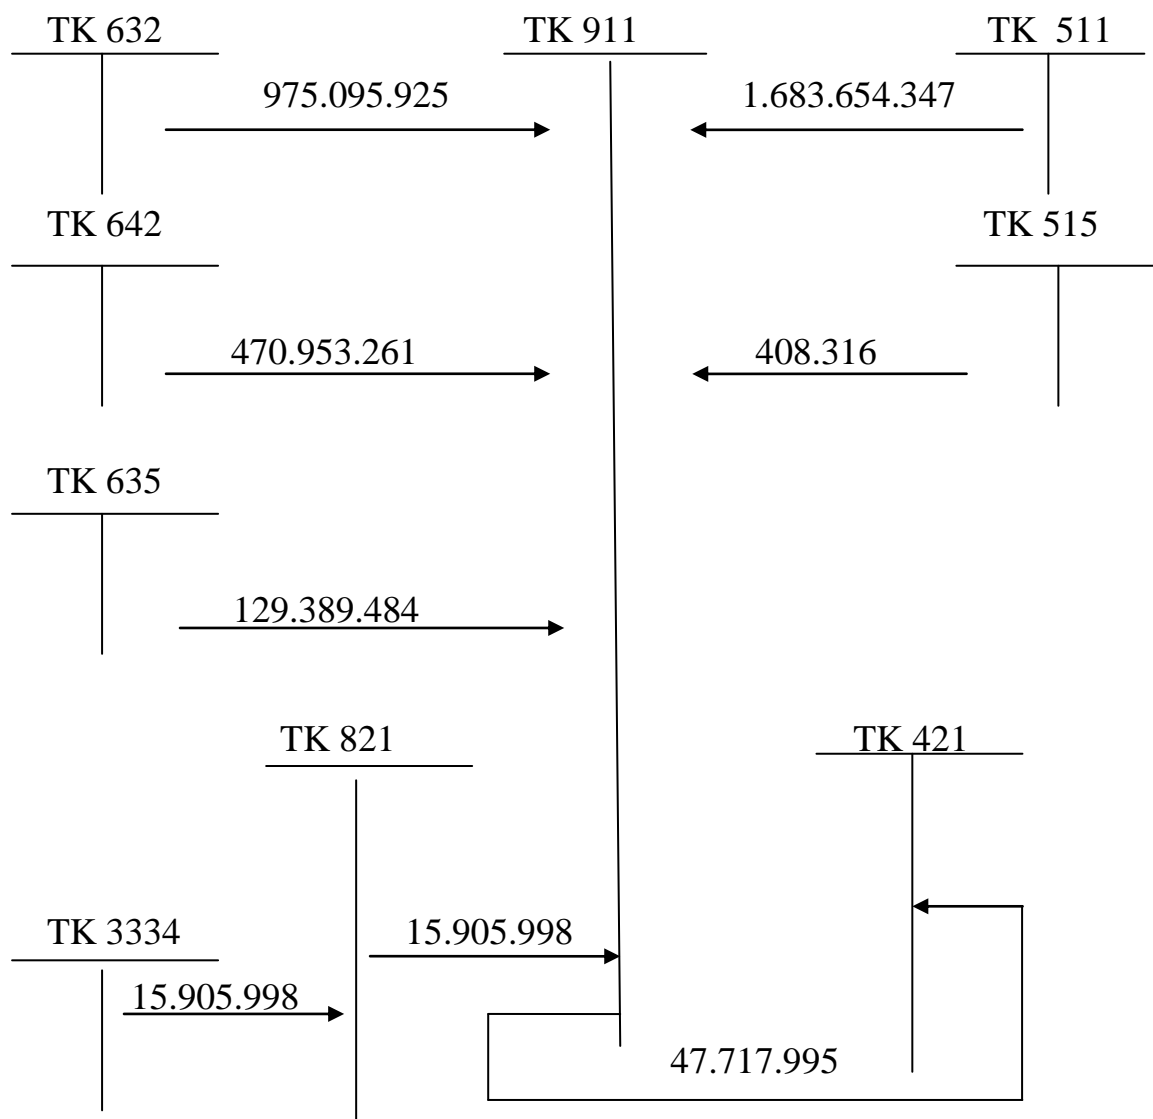 TK 632
TK 911
TK 511
975.095.925
1.683.654.347
TK 642
TK 515
470.953.261
408.316
TK 635
129.389.484
TK 821
TK 421
TK 3334
15.905.998
15.905.998
47.717.995